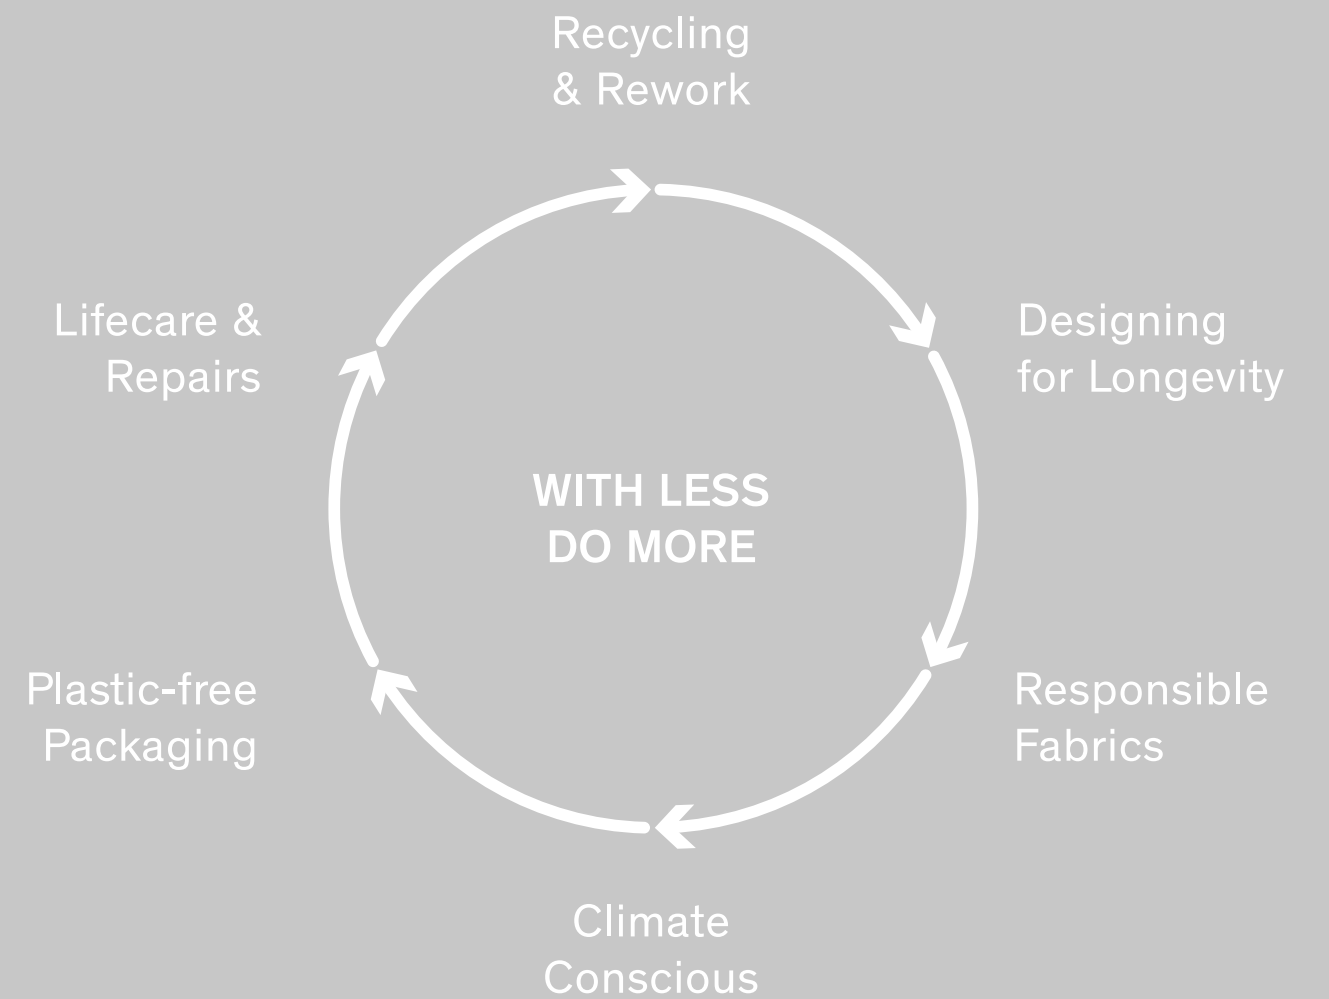 Recycling
& Rework
Lifecare &
Repairs
Designing
for Longevity
WITH LESS
DO MORE
Plastic-free
Packaging
Responsible
Fabrics
Climate
Conscious